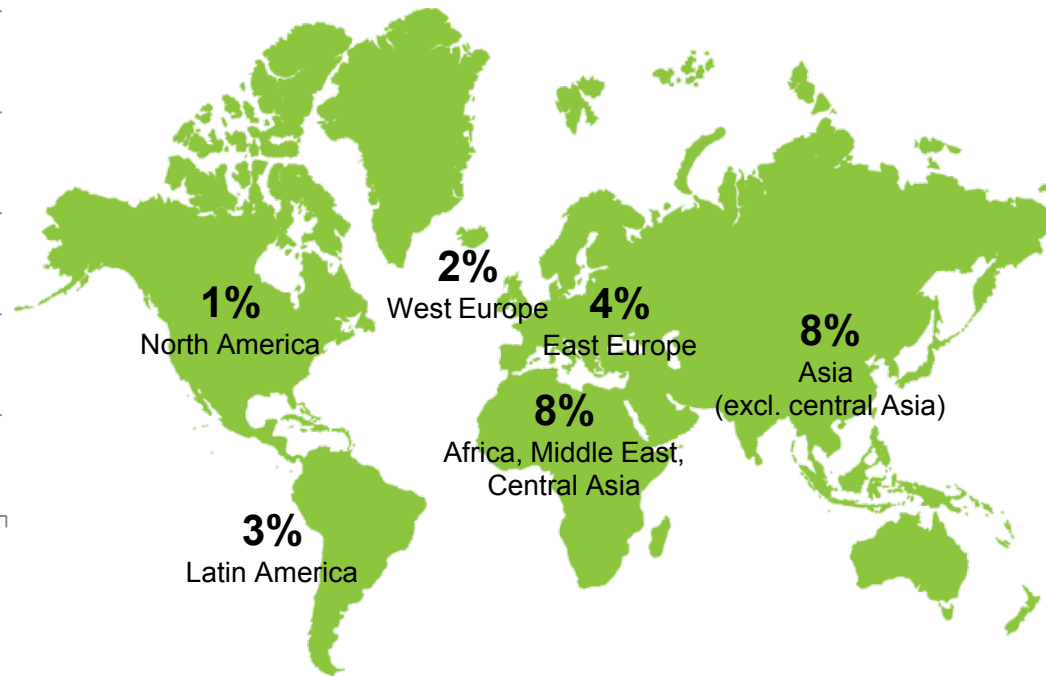 2%
West Europe
1%
North America
4%
East Europe
8%
Asia
(excl. central Asia)
8%
Africa, Middle East,
Central Asia
3%
Latin America